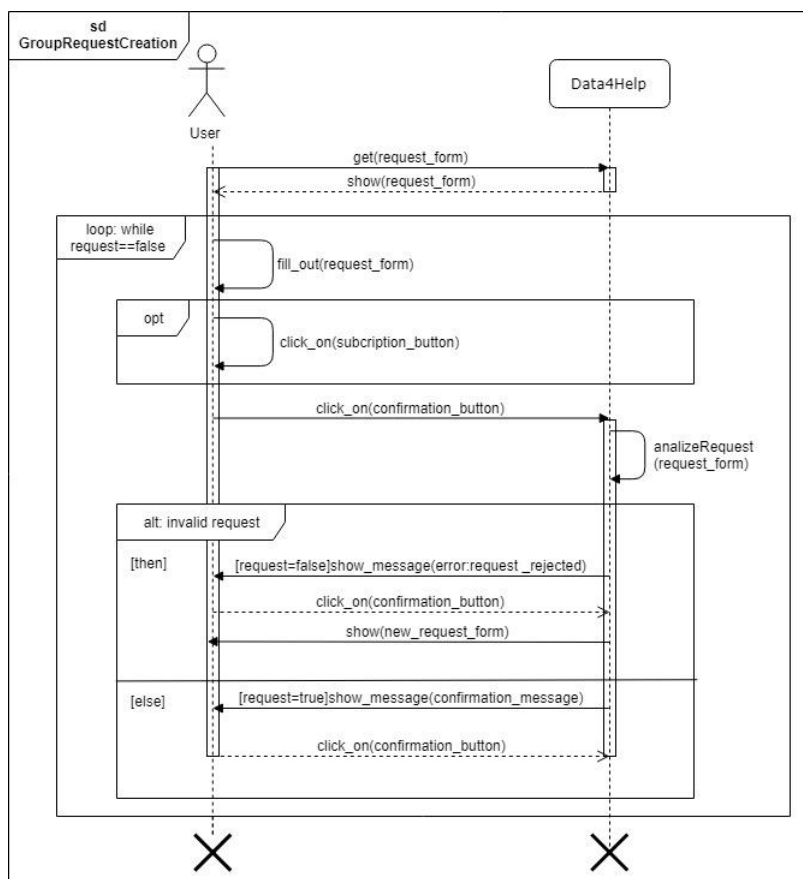 sd
GroupRequestCreation
Data4Help
User
get(request_form)
show(request_form)
loop: while
request==false
fill_out(request_form)
opt
click_on(subcription_button)
click_on(confirmation_button)
analizeRequest
(request_form)
alt: invalid request
[then]
[request=false]show_message(error:request _rejected)
click_on(confirmation_button)
show(new_request_form)
[else]
[request=true]show_message(confirmation_message)
click_on(confirmation_button)